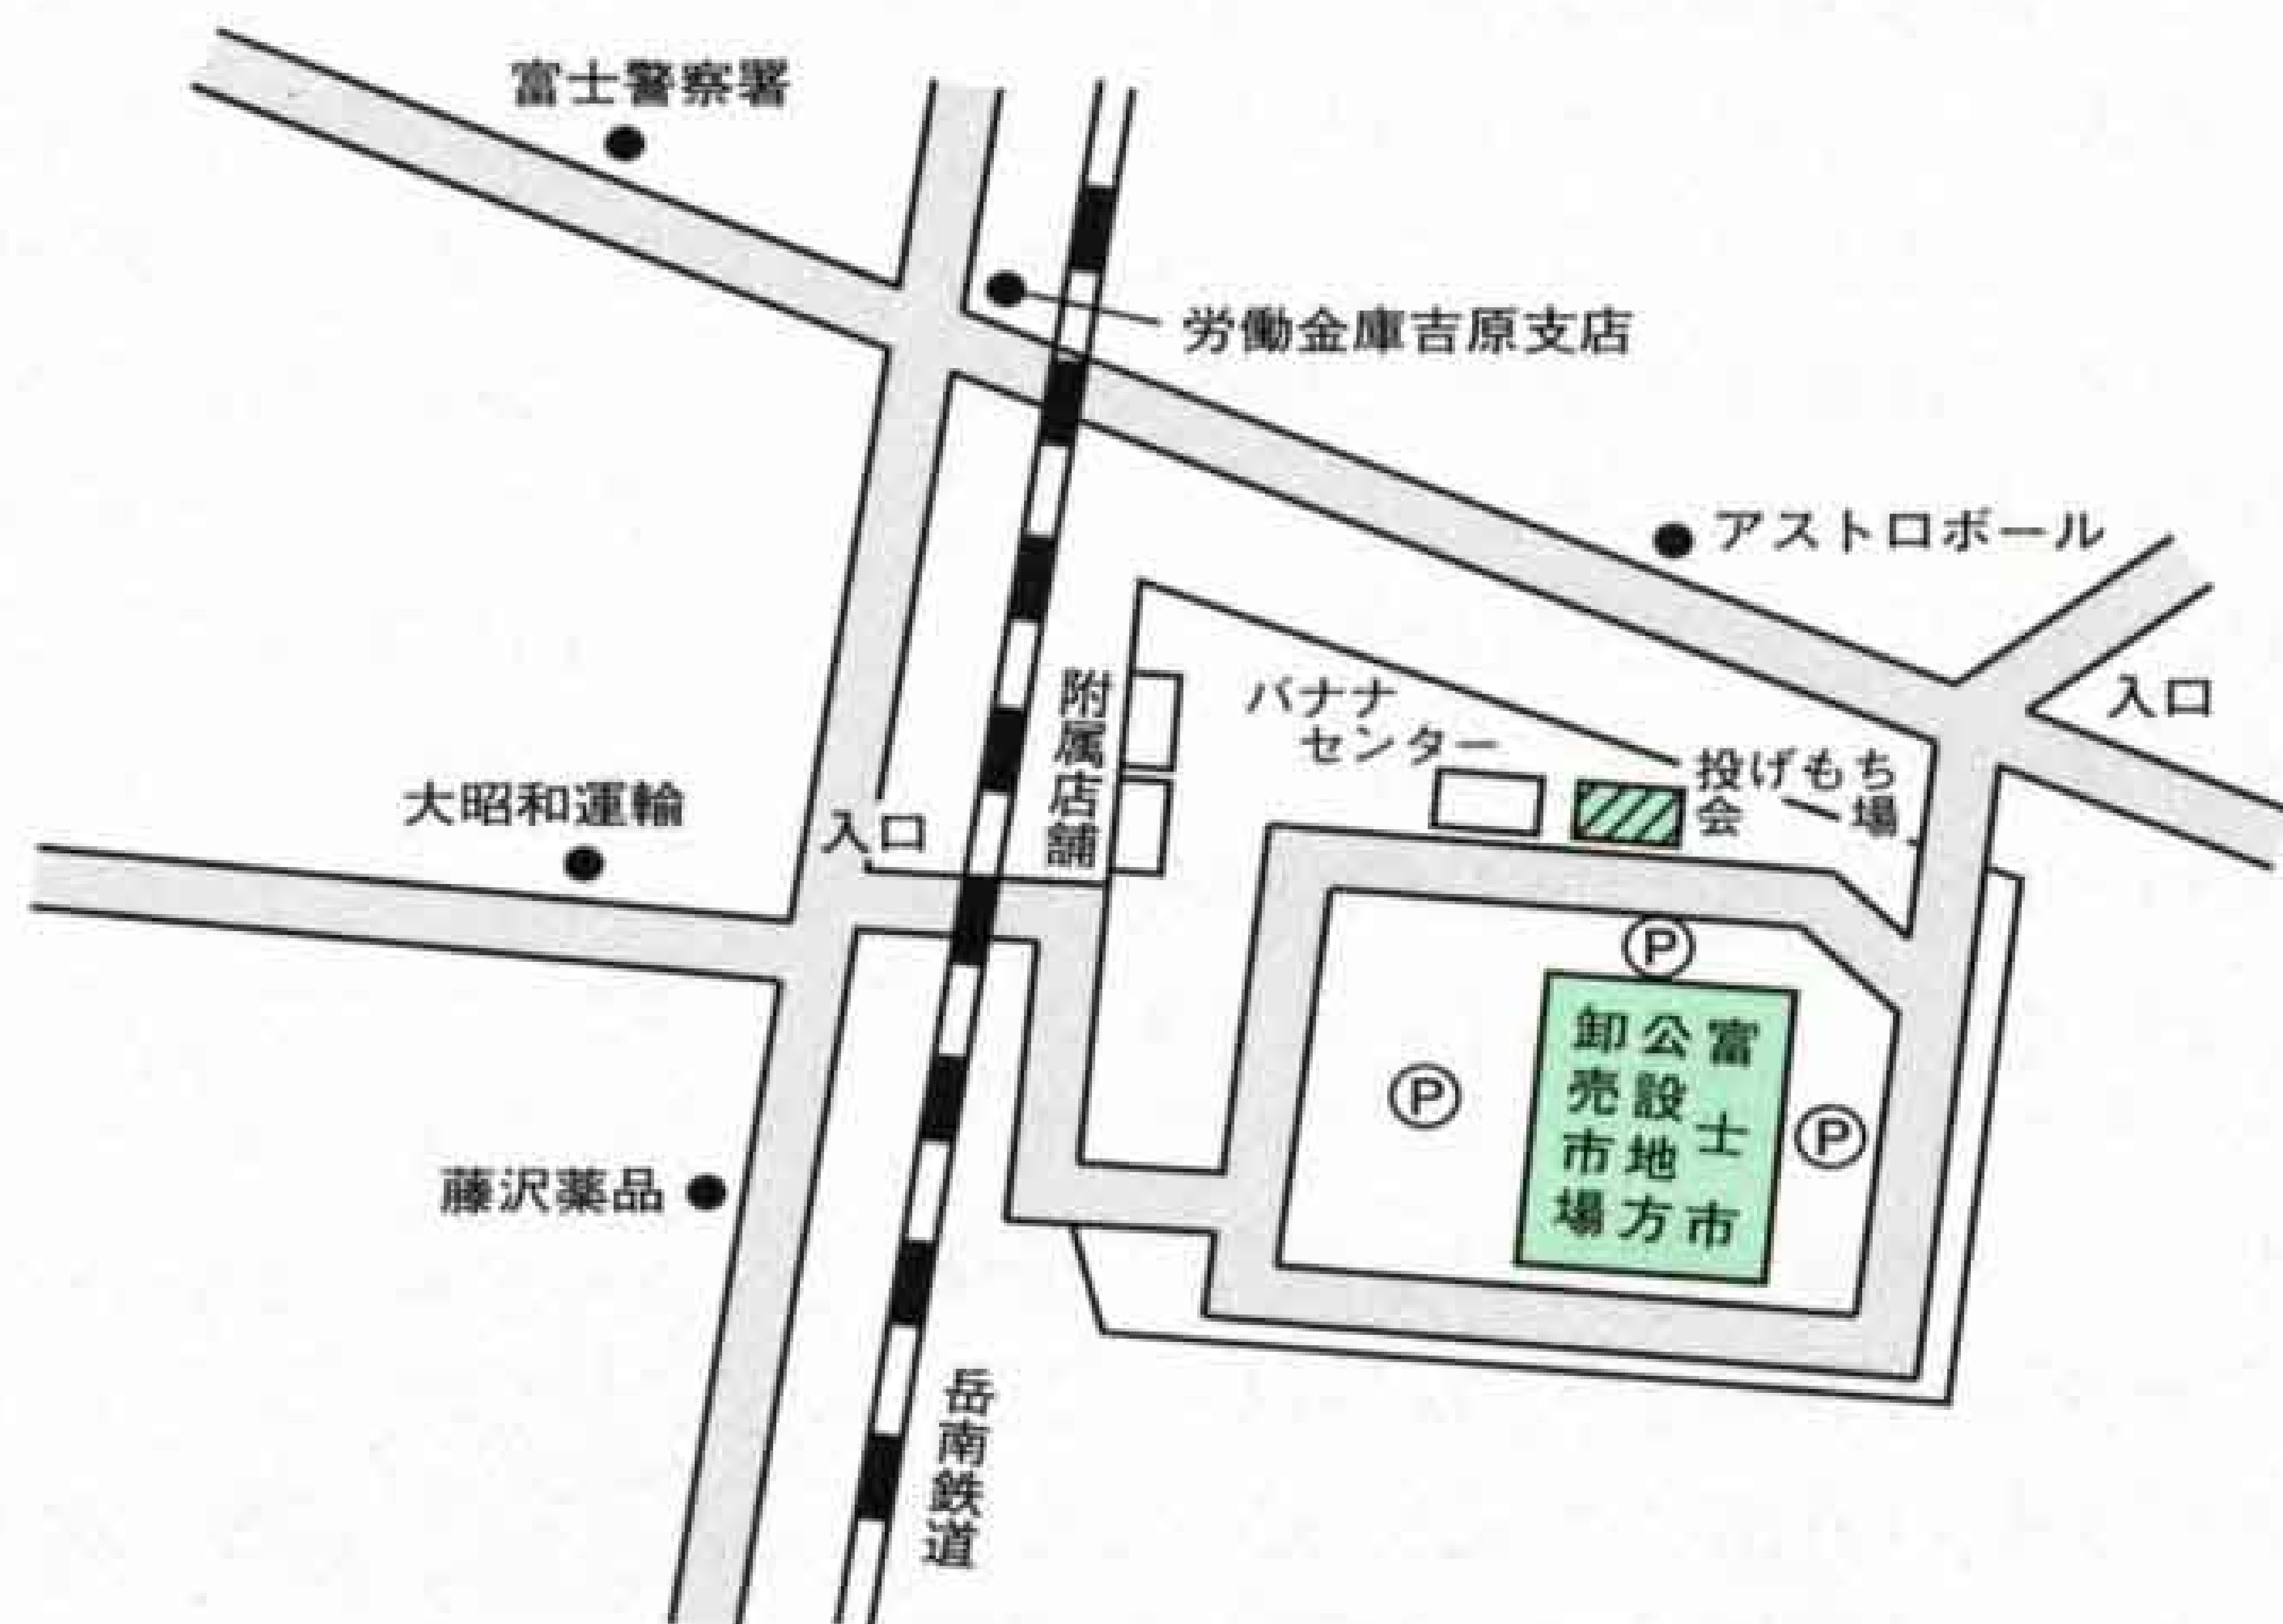 富士警察署
労働金庫吉原支店
アストロボール
入口
附属店舗
バナナ
センター
投げもち
会場
大昭和運輸
入口
P
富士市
公設地方
卸売市場
P
P
藤沢薬品
岳南鉄道